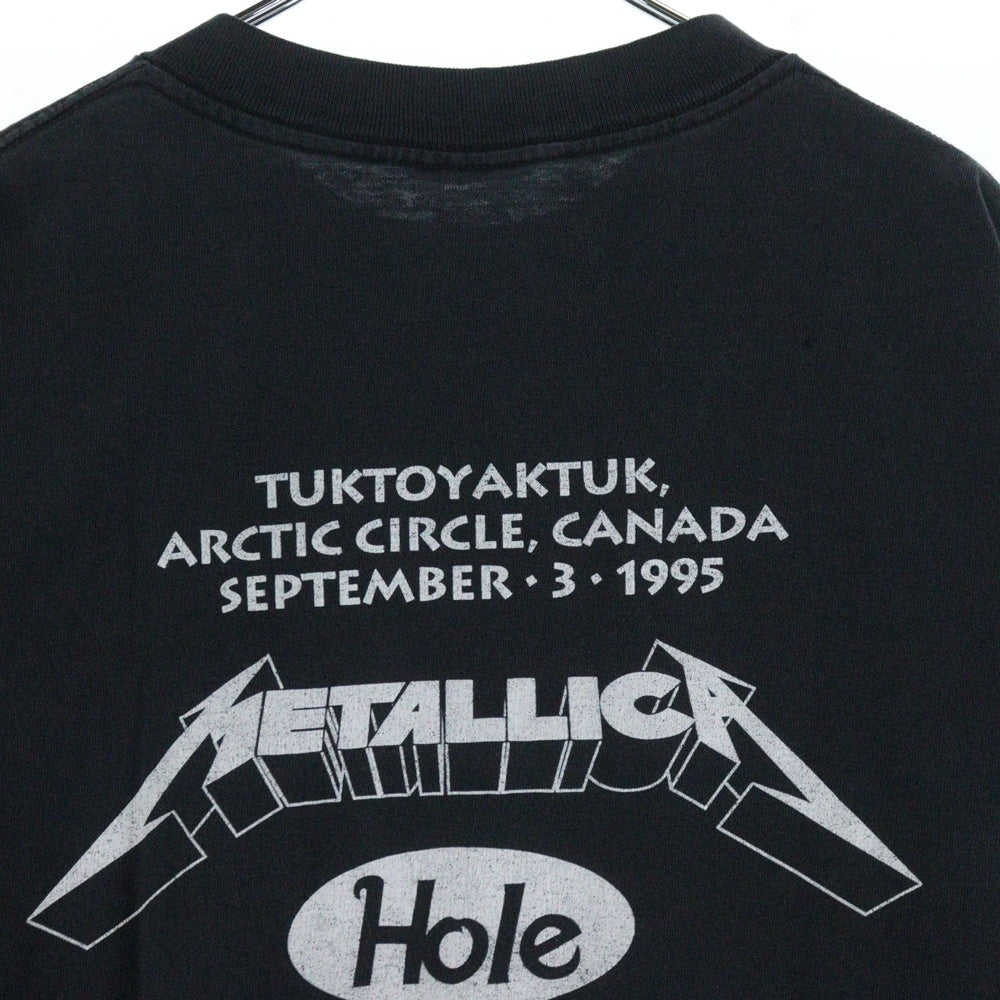 TUKTOYAKTUK,
ARCTIC CIRCLE, CANADA
SEPTEMBER · 3 · 1995
METALLICA
Hole